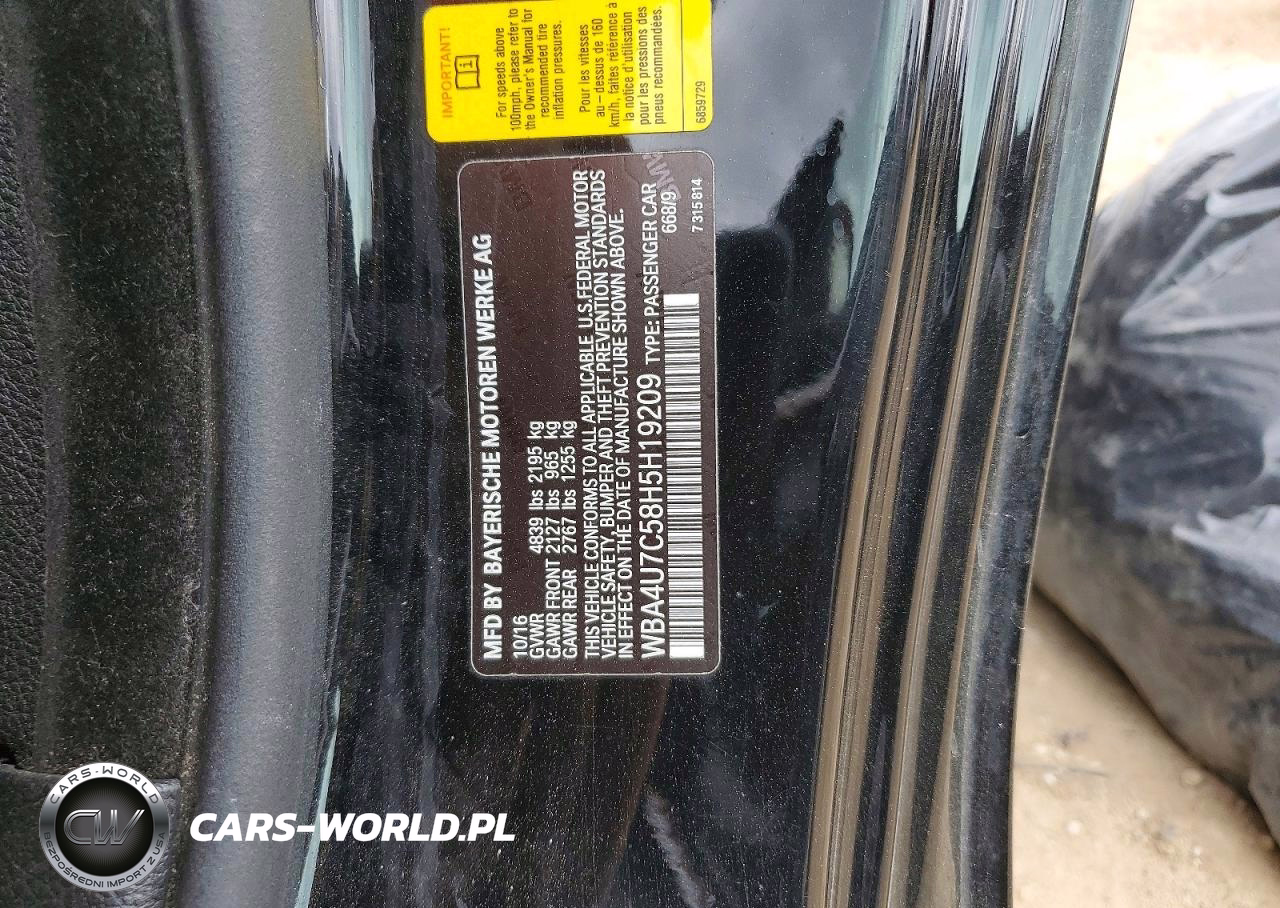 IMPORTANT!
For speeds above
100mph, please refer to
the Owner's Manual for
recommended tire
inflation pressures.
Pour les vitesses
au – dessus de 160
km/h, faites référence à
la notice d'utilisation
pour les pressions des
pneus recommandées.
6859729
MFD BY BAYERISCHE MOTOREN WERKE AG
10/16
GVWR 4839 lbs 2195 kg
GAWR FRONT 2127 lbs 965 kg
GAWR REAR 2767 lbs 1255 kg
THIS VEHICLE CONFORMS TO ALL APPLICABLE U.S.FEDERAL MOTOR
VEHICLE SAFETY, BUMPER AND THEFT PREVENTION STANDARDS
IN EFFECT ON THE DATE OF MANUFACTURE SHOWN ABOVE.
WBA4U7C58H5H19209 TYPE: PASSENGER CAR
668/9
7 315 814
CARS-WORLD
CW
BEZPOŚREDNI IMPORT Z USA
CARS-WORLD.PL